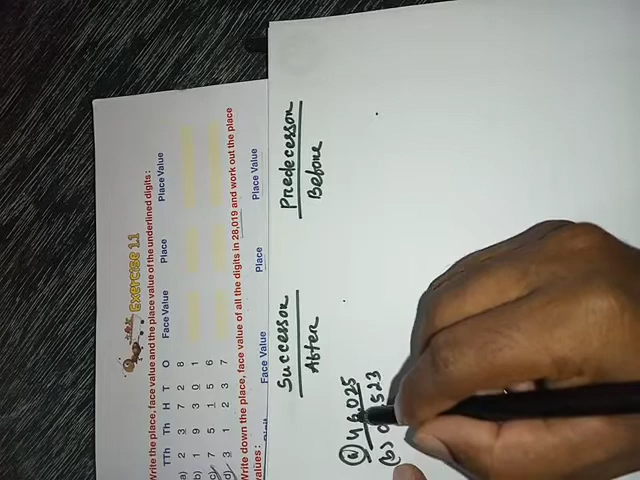 Exercise 1.1
Write the place, face value and the place value of the underlined digits:
TTh Th H T O Face Value Place Place Value
a) 2 3 7 2 8
b) 1 9 3 0 1
c) 7 5 1 5 6
d) 3 1 2 3 7
Write down the place, face value of all the digits in 28,019 and work out the place
values:
Face Value Place Place Value
Successor Predecessor
After Before
(a) 025
(b) 523